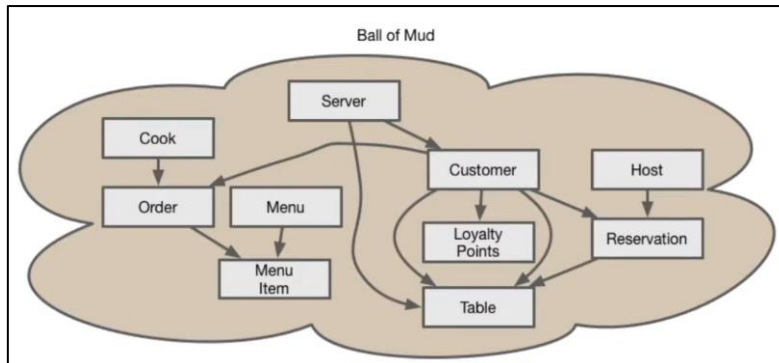 Ball of Mud
Server
Cook
Customer
Host
Order
Menu
Loyalty
Points
Reservation
Menu
Item
Table